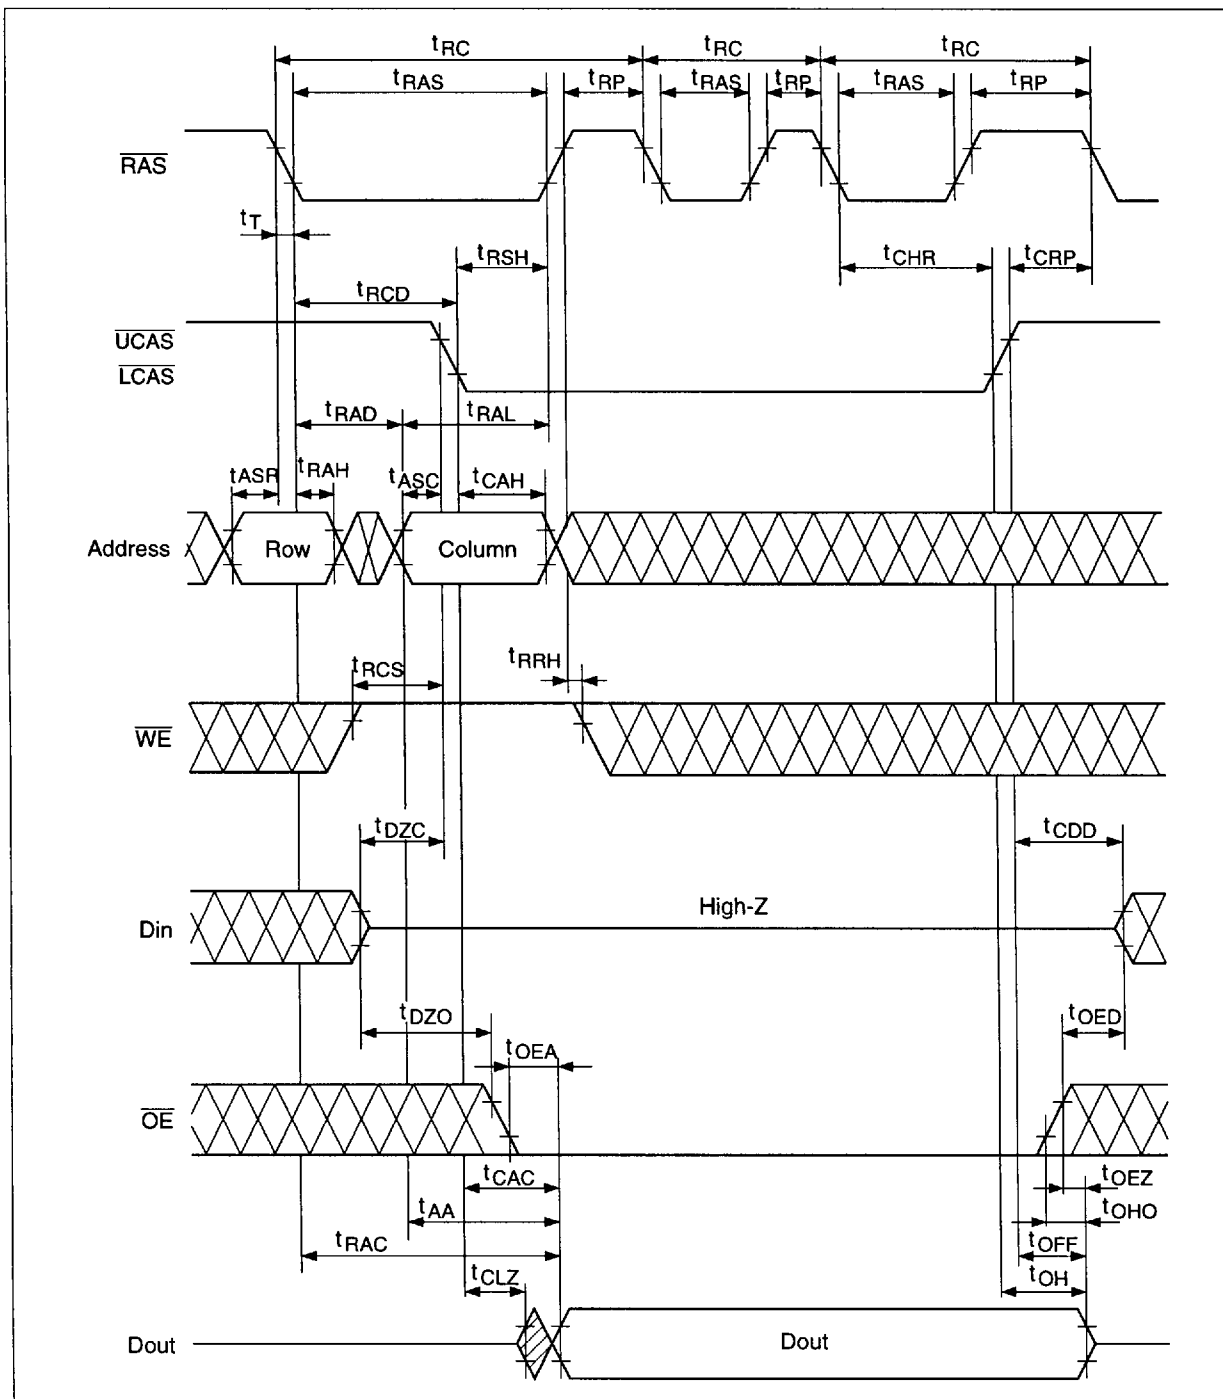 tRC tRC tRC
tRAS tRP tRAS tRP tRAS tRP
RAS
tT
tRSH tCHR tCRP
tRCD
UCAS
LCAS
tRAD tRAL
tASR tRAH tASC tCAH
Address Row Column
tRCS tRRH
WE
tDZC tCDD
High-Z
Din
tDZO tOED
tOEA
OE
tCAC tOEZ
tAA tOHO
tRAC tOFF
tCLZ tOH
Dout Dout